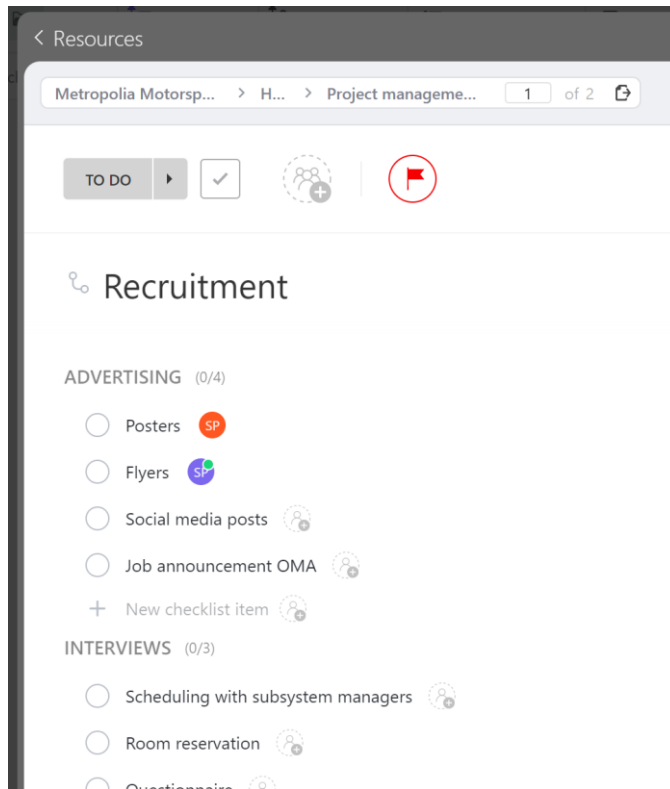 Resources
Metropolia Motorsp... > H... > Project manageme... 1 of 2
TO DO
Recruitment
ADVERTISING (0/4)
Posters SP
Flyers SP
Social media posts
Job announcement OMA
New checklist item
INTERVIEWS (0/3)
Scheduling with subsystem managers
Room reservation
Questionnaire